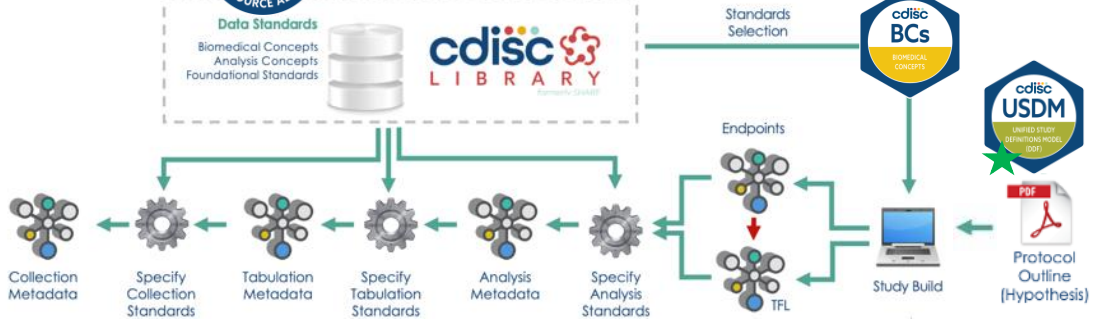 Data Standards
Biomedical Concepts
Analysis Concepts
Foundational Standards
cdisc
LIBRARY
formerly SHARE
Standards
Selection
cdisc
BCs
BIOMEDICAL
CONCEPTS
cdisc
USDM
UNIFIED STUDY
DEFINITIONS MODEL
(DDF)
Endpoints
TFL
PDF
Collection
Metadata
Specify
Collection
Standards
Tabulation
Metadata
Specify
Tabulation
Standards
Analysis
Metadata
Specify
Analysis
Standards
Study Build
Protocol
Outline
(Hypothesis)